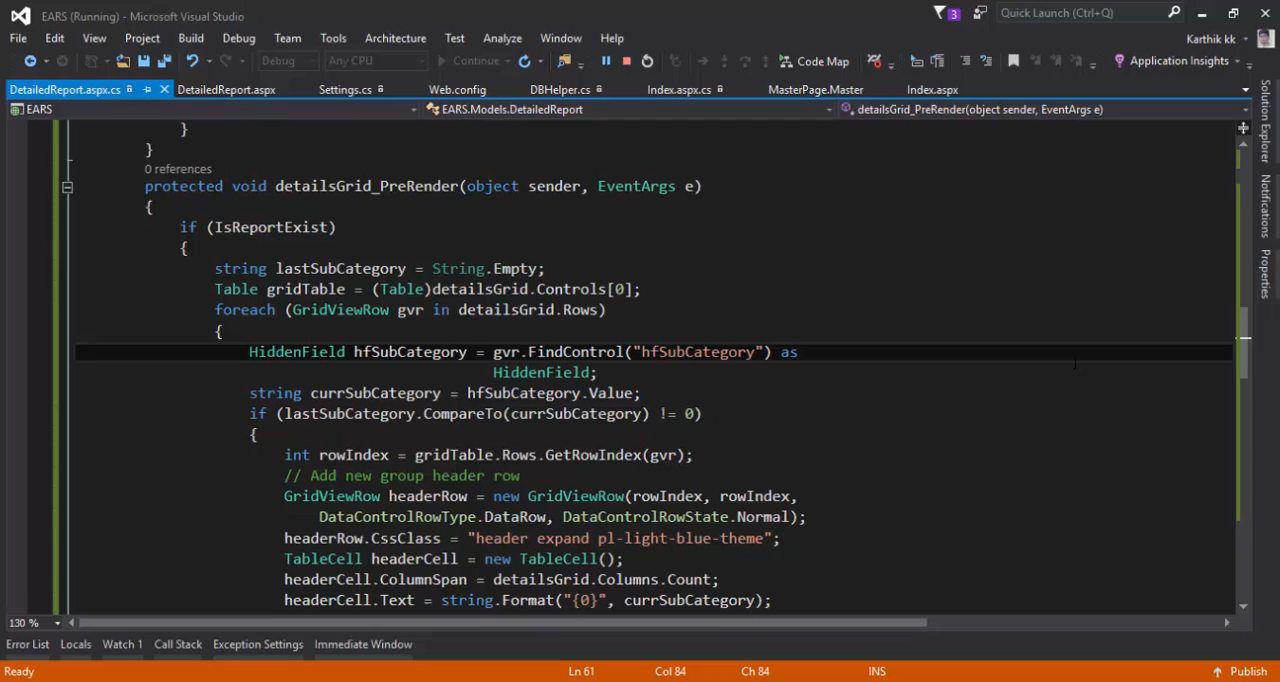 EARS (Running) - Microsoft Visual Studio
3
Quick Launch (Ctrl+Q)
File Edit View Project Build Debug Team Tools Architecture Test Analyze Window Help
Karthik kk
Debug Any CPU Continue Code Map Application Insights
DetailedReport.aspx.cs DetailedReport.aspx Settings.cs Web.config DBHelper.cs Index.aspx.cs MasterPage.Master Index.aspx
EARS EARS.Models.DetailedReport detailsGrid_PreRender(object sender, EventArgs e)
}
}
0 references
protected void detailsGrid_PreRender(object sender, EventArgs e)
{
if (IsReportExist)
{
string lastSubCategory = String.Empty;
Table gridTable = (Table)detailsGrid.Controls[0];
foreach (GridViewRow gvr in detailsGrid.Rows)
{
HiddenField hfSubCategory = gvr.FindControl("hfSubCategory") as
HiddenField;
string currSubCategory = hfSubCategory.Value;
if (lastSubCategory.CompareTo(currSubCategory) != 0)
{
int rowIndex = gridTable.Rows.GetRowIndex(gvr);
// Add new group header row
GridViewRow headerRow = new GridViewRow(rowIndex, rowIndex,
DataControlRowType.DataRow, DataControlRowState.Normal);
headerRow.CssClass = "header expand pl-light-blue-theme";
TableCell headerCell = new TableCell();
headerCell.ColumnSpan = detailsGrid.Columns.Count;
headerCell.Text = string.Format("{0}", currSubCategory);
130 %
Error List Locals Watch 1 Call Stack Exception Settings Immediate Window
Ready Ln 61 Col 84 Ch 84 INS Publish
Solution Explorer
Notifications
Properties